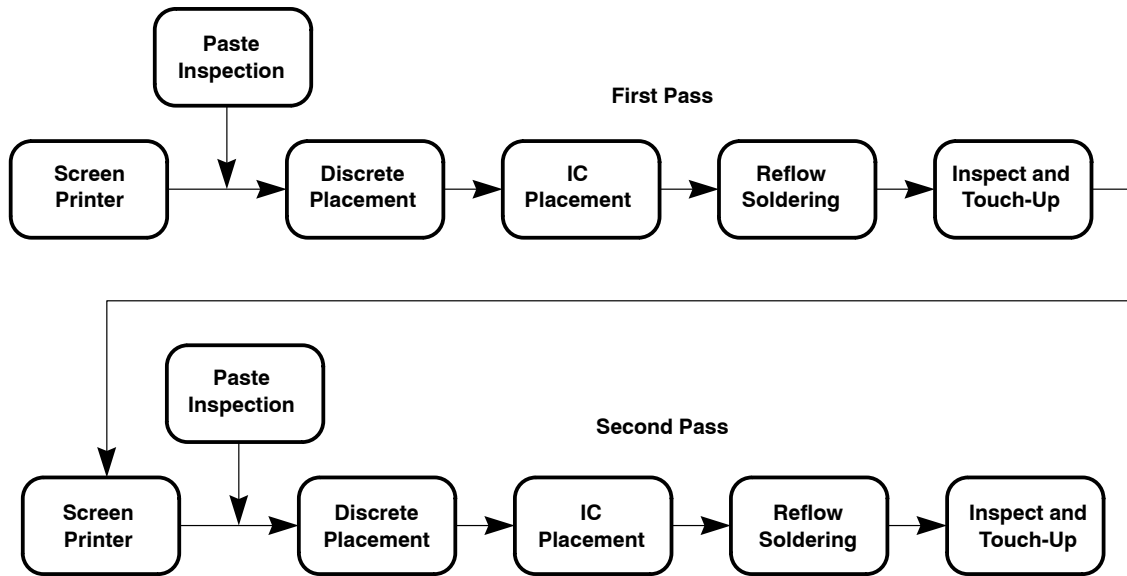 Paste
Inspection
First Pass
Screen
Printer
Discrete
Placement
IC
Placement
Reflow
Soldering
Inspect and
Touch-Up
Paste
Inspection
Second Pass
Screen
Printer
Discrete
Placement
IC
Placement
Reflow
Soldering
Inspect and
Touch-Up